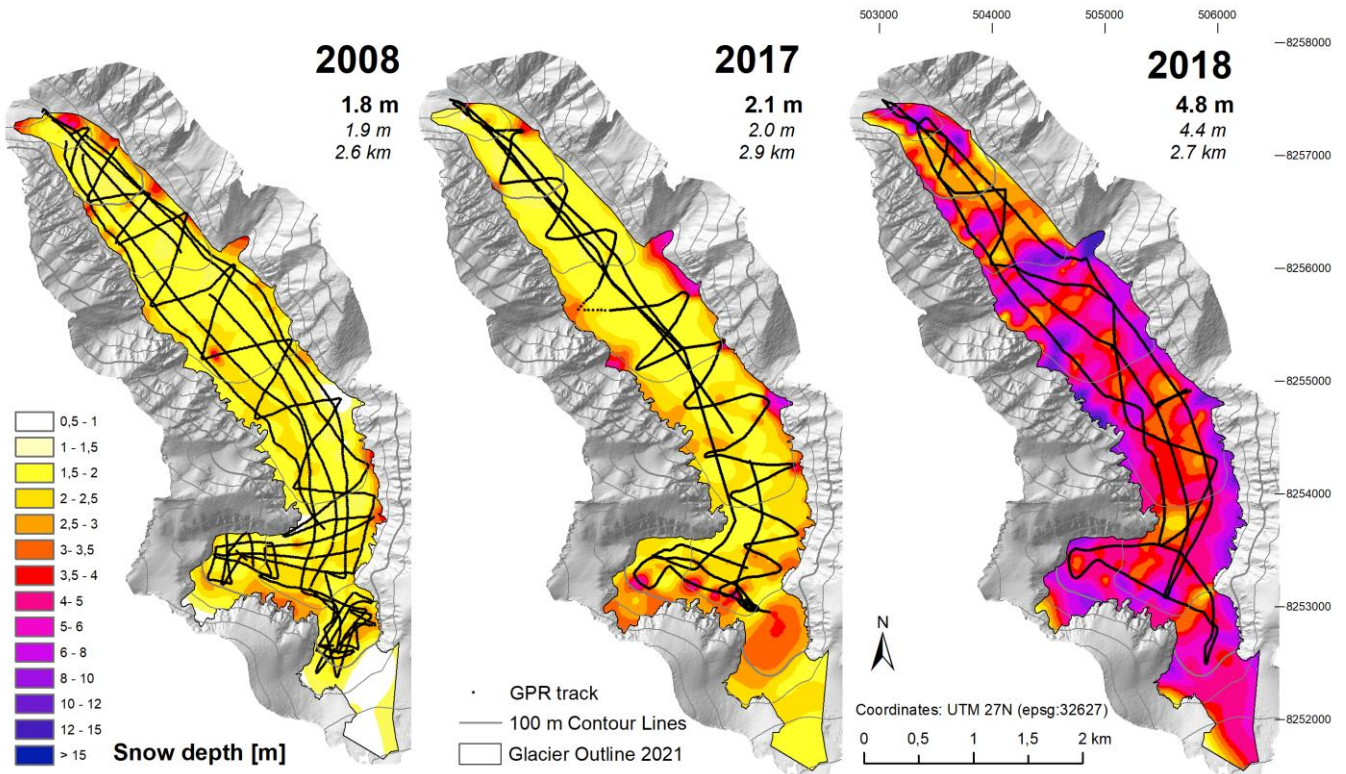 503000 504000 505000 506000
8258000
8257000
8256000
8255000
8254000
8253000
8252000
2008
1.8 m
1.9 m
2.6 km
2017
2.1 m
2.0 m
2.9 km
2018
4.8 m
4.4 m
2.7 km
0,5 - 1
1 - 1,5
1,5 - 2
2 - 2,5
2,5 - 3
3- 3,5
3,5 - 4
4 - 5
5 - 6
6 - 8
8 - 10
10 - 12
12 - 15
> 15
Snow depth [m]
GPR track
100 m Contour Lines
Glacier Outline 2021
N
Coordinates: UTM 27N (epsg:32627)
0 0,5 1 1,5 2 km